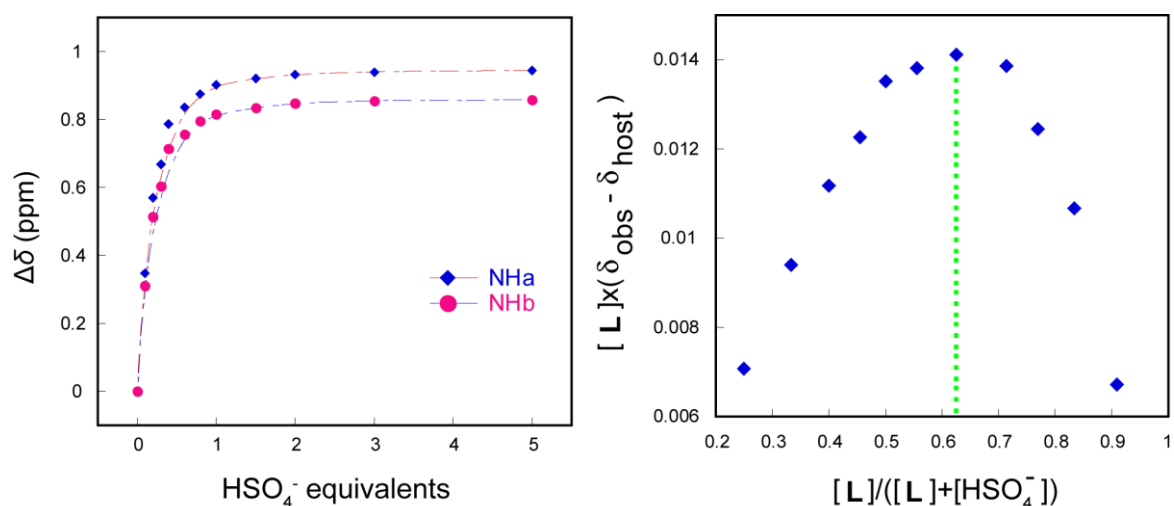 1
0.8
0.6
0.4
0.2
0
Δδ (ppm)
NHa
NHb
0 1 2 3 4 5
HSO₄⁻ equivalents
0.014
0.012
0.01
0.008
0.006
[ L ]x(δobs - δhost)
0.2 0.3 0.4 0.5 0.6 0.7 0.8 0.9 1
[ L ]/([ L ]+[HSO₄⁻])